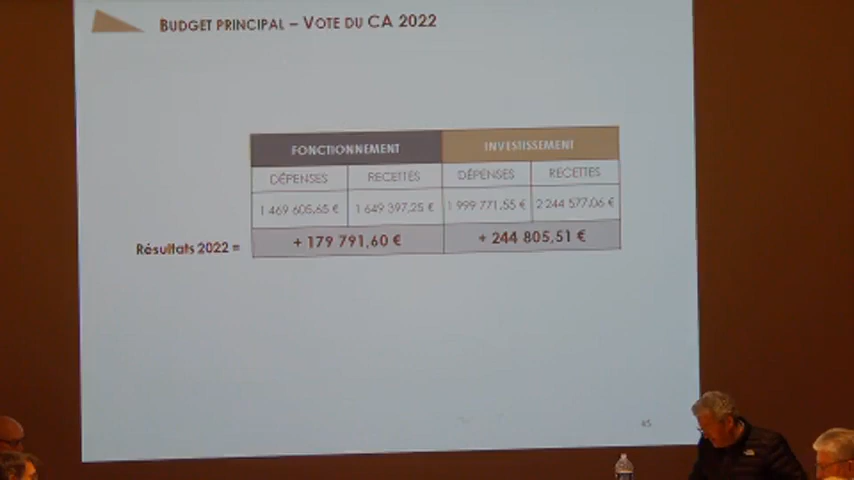 BUDGET PRINCIPAL – VOTE DU CA 2022
FONCTIONNEMENT INVESTISSEMENT
DÉPENSES RECETTES DÉPENSES RECETTES
1 469 605,65 € 1 649 397,25 € 1 999 771,55 € 2 244 577,06 €
Résultats 2022 = + 179 791,60 € + 244 805,51 €
45